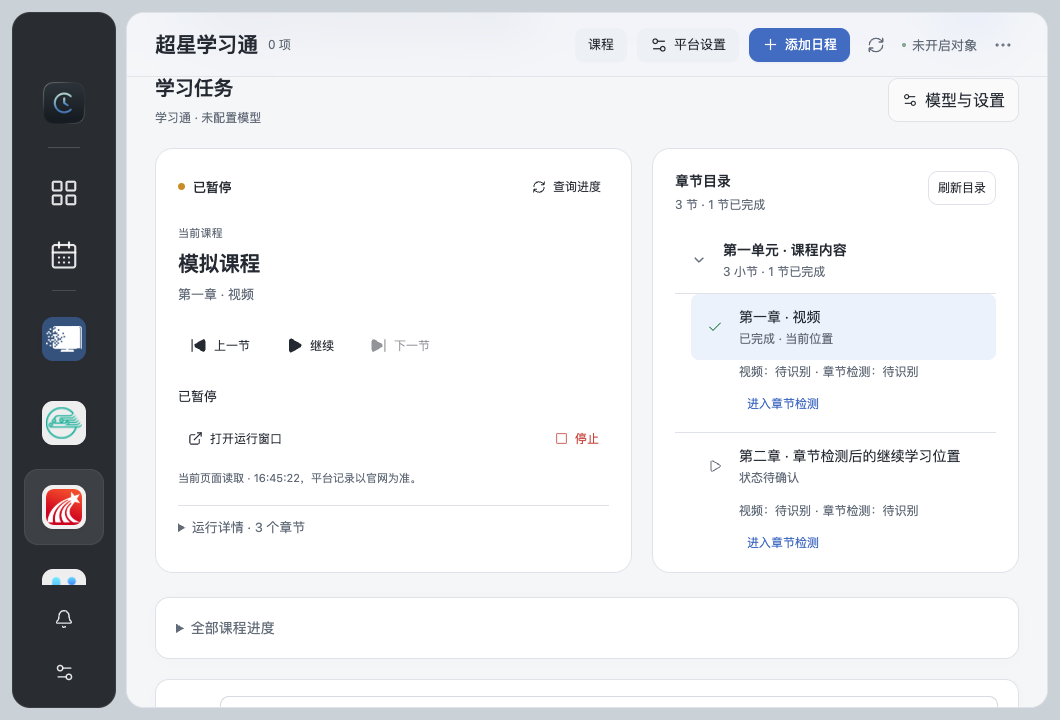 超星学习通 0 项
课程 平台设置 添加日程 未开启对象
学习任务
学习通 · 未配置模型
模型与设置
已暂停 查询进度
当前课程
模拟课程
第一章 · 视频
上一节 继续 下一节
已暂停
打开运行窗口 停止
当前页面读取 · 16:45:22，平台记录以官网为准。
运行详情 · 3 个章节
章节目录
3 节 · 1 节已完成
刷新目录
第一单元 · 课程内容
3 小节 · 1 节已完成
第一章 · 视频
已完成 · 当前位置
视频：待识别 · 章节检测：待识别
进入章节检测
第二章 · 章节检测后的继续学习位置
状态待确认
视频：待识别 · 章节检测：待识别
进入章节检测
全部课程进度